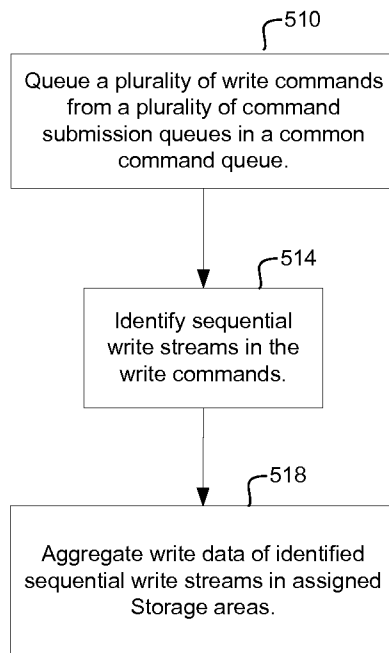 510
Queue a plurality of write commands
from a plurality of command
submission queues in a common
command queue.
514
Identify sequential
write streams in the
write commands.
518
Aggregate write data of identified
sequential write streams in assigned
Storage areas.